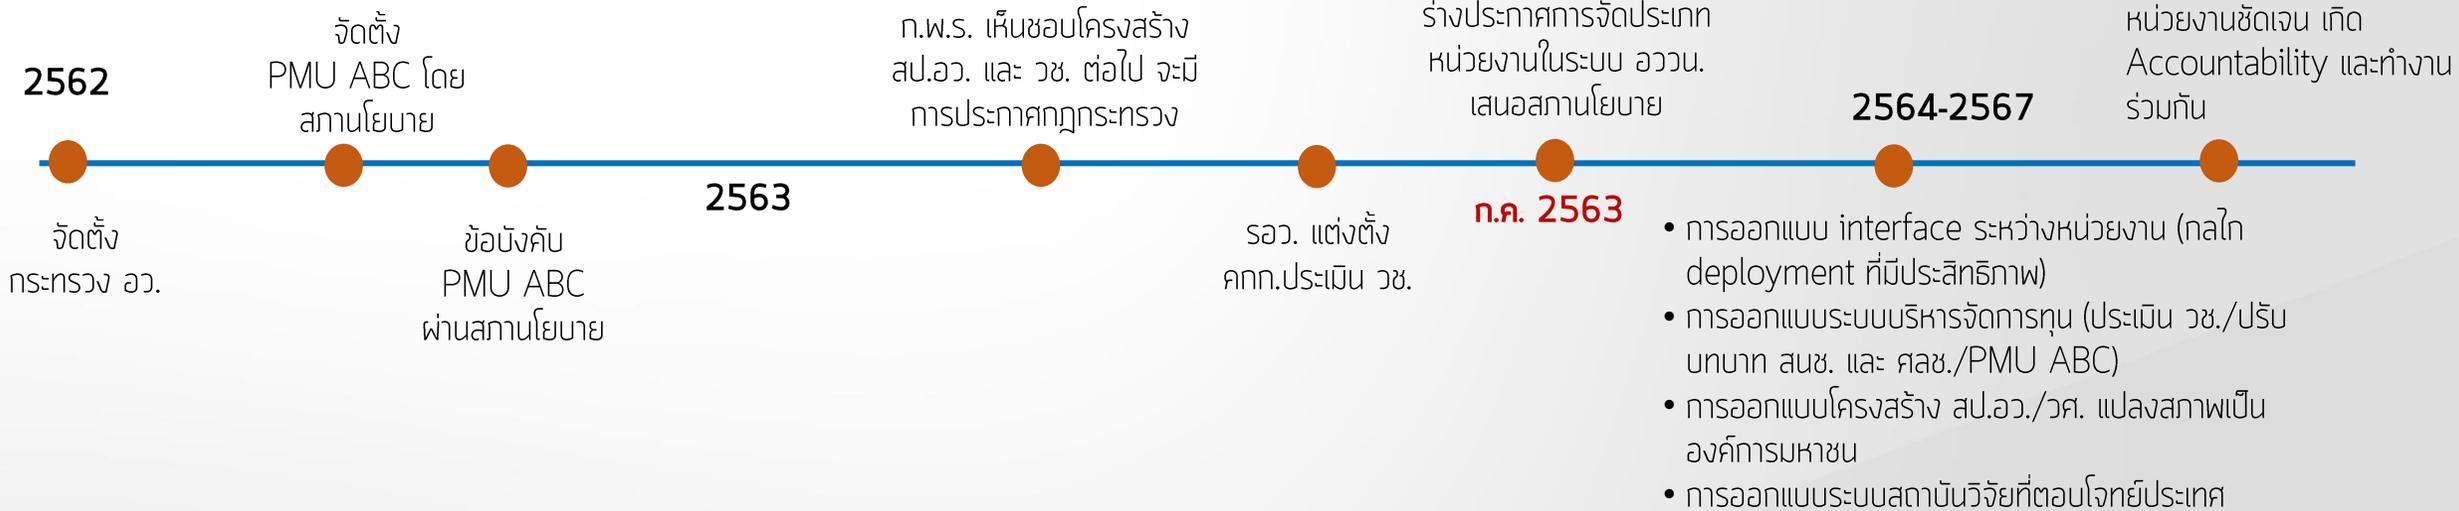 2562
จัดตั้ง
กระทรวง อว.
จัดตั้ง
PMU ABC โดย
สภานโยบาย
ข้อบังคับ
PMU ABC
ผ่านสภานโยบาย
2563
ก.พ.ร. เห็นชอบโครงสร้าง
สป.อว. และ วช. ต่อไป จะมี
การประกาศกฎกระทรวง
รอว. แต่งตั้ง
คกก.ประเมิน วช.
ร่างประกาศการจัดประเภท
หน่วยงานในระบบ อววน.
เสนอสภานโยบาย
ก.ค. 2563
2564-2567
• การออกแบบ interface ระหว่างหน่วยงาน (กลไก
deployment ที่มีประสิทธิภาพ)
• การออกแบบระบบบริหารจัดการทุน (ประเมิน วช./ปรับ
บทบาท สนช. และ ศลช./PMU ABC)
• การออกแบบโครงสร้าง สป.อว./วศ. แปลงสภาพเป็น
องค์การมหาชน
• การออกแบบระบบสถาบันวิจัยที่ตอบโจทย์ประเทศ
หน่วยงานชัดเจน เกิด
Accountability และทำงาน
ร่วมกัน